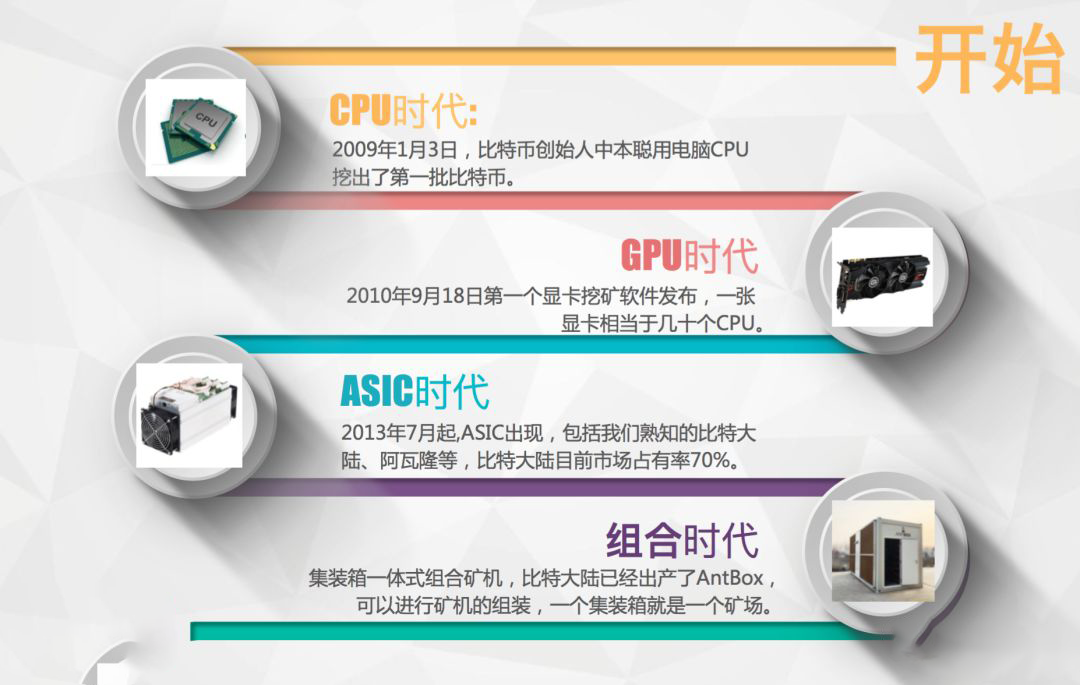 开始
CPU
CPU时代:
2009年1月3日，比特币创始人中本聪用电脑CPU
挖出了第一批比特币。
GPU时代
2010年9月18日第一个显卡挖矿软件发布，一张
显卡相当于几十个CPU。
ASIC时代
2013年7月起,ASIC出现，包括我们熟知的比特大
陆、阿瓦隆等，比特大陆目前市场占有率70%。
组合时代
集装箱一体式组合矿机，比特大陆已经出产了AntBox，
可以进行矿机的组装，一个集装箱就是一个矿场。